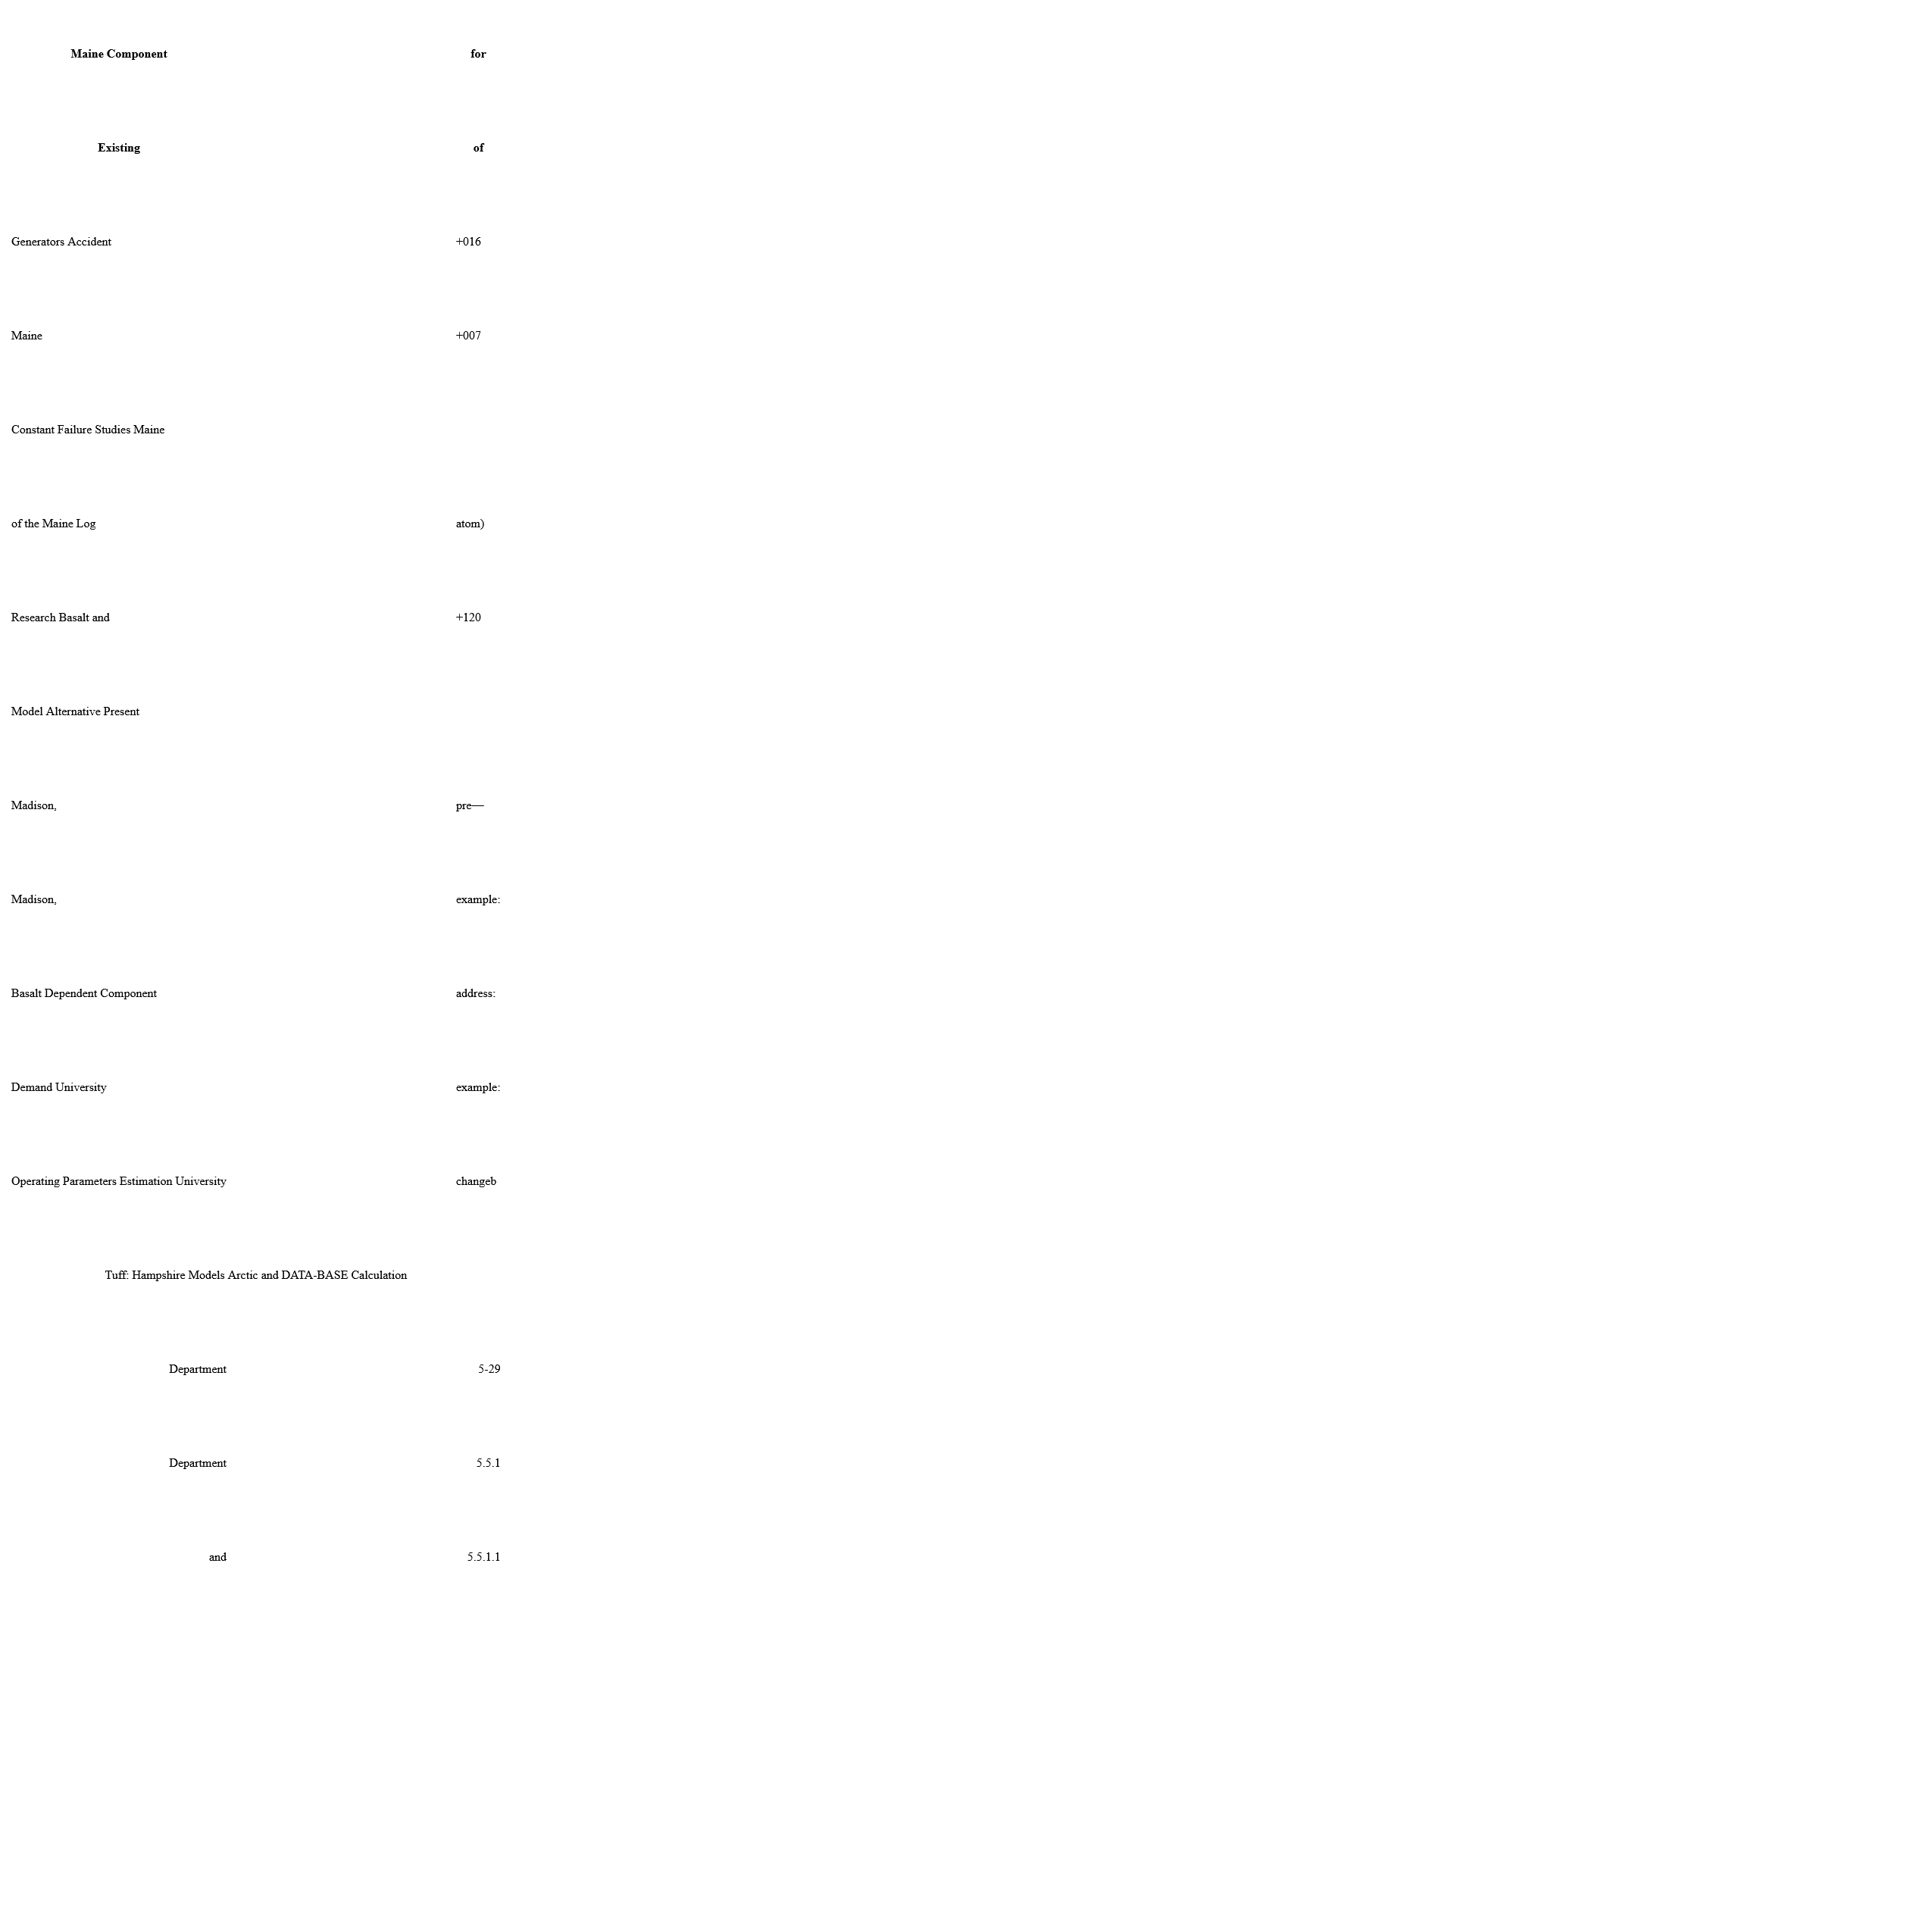 Maine Component for
Existing of
Generators Accident +016
Maine +007
Constant Failure Studies Maine
of the Maine Log atom)
Research Basalt and +120
Model Alternative Present
Madison, pre—
Madison, example:
Basalt Dependent Component address:
Demand University example:
Operating Parameters Estimation University changeb
Tuff: Hampshire Models Arctic and DATA-BASE Calculation
Department 5-29
Department 5.5.1
and 5.5.1.1